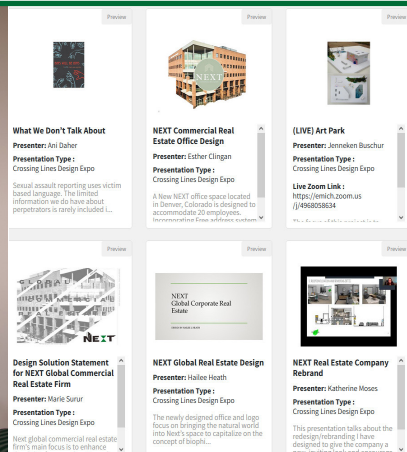 Preview
What We Don't Talk About
Presenter: Ani Daher
Presentation Type :
Crossing Lines Design Expo
Sexual assault reporting uses victim
based language. The limited
information we do have about
perpetrators is rarely included i...
Preview
NEXT
NEXT Commercial Real
Estate Office Design
Presenter: Esther Clingan
Presentation Type :
Crossing Lines Design Expo
A New NEXT office space located
in Denver, Colorado is designed to
accommodate 20 employees.
incorporating Free address system
Preview
(LIVE) Art Park
Presenter: Jenneken Buschur
Presentation Type :
Crossing Lines Design Expo
Live Zoom Link :
https://emich.zoom.us
/j/4968058634
Preview
GLOBAL
NEXT
Design Solution Statement
for NEXT Global Commercial
Real Estate Firm
Presenter: Marie Surur
Presentation Type :
Crossing Lines Design Expo
Next global commercial real estate
firm's main focus is to enhance
Preview
NEXT
Global Corporate Real
Estate
NEXT Global Real Estate Design
Presenter: Hailee Heath
Presentation Type :
Crossing Lines Design Expo
The newly designed office and logo
focus on bringing the natural world
into Next's space to capitalize on the
concept of biophi...
Preview
NEXT Real Estate Company
Rebrand
Presenter: Katherine Moses
Presentation Type :
Crossing Lines Design Expo
This presentation talks about the
redesign/rebranding I have
designed to give the company a